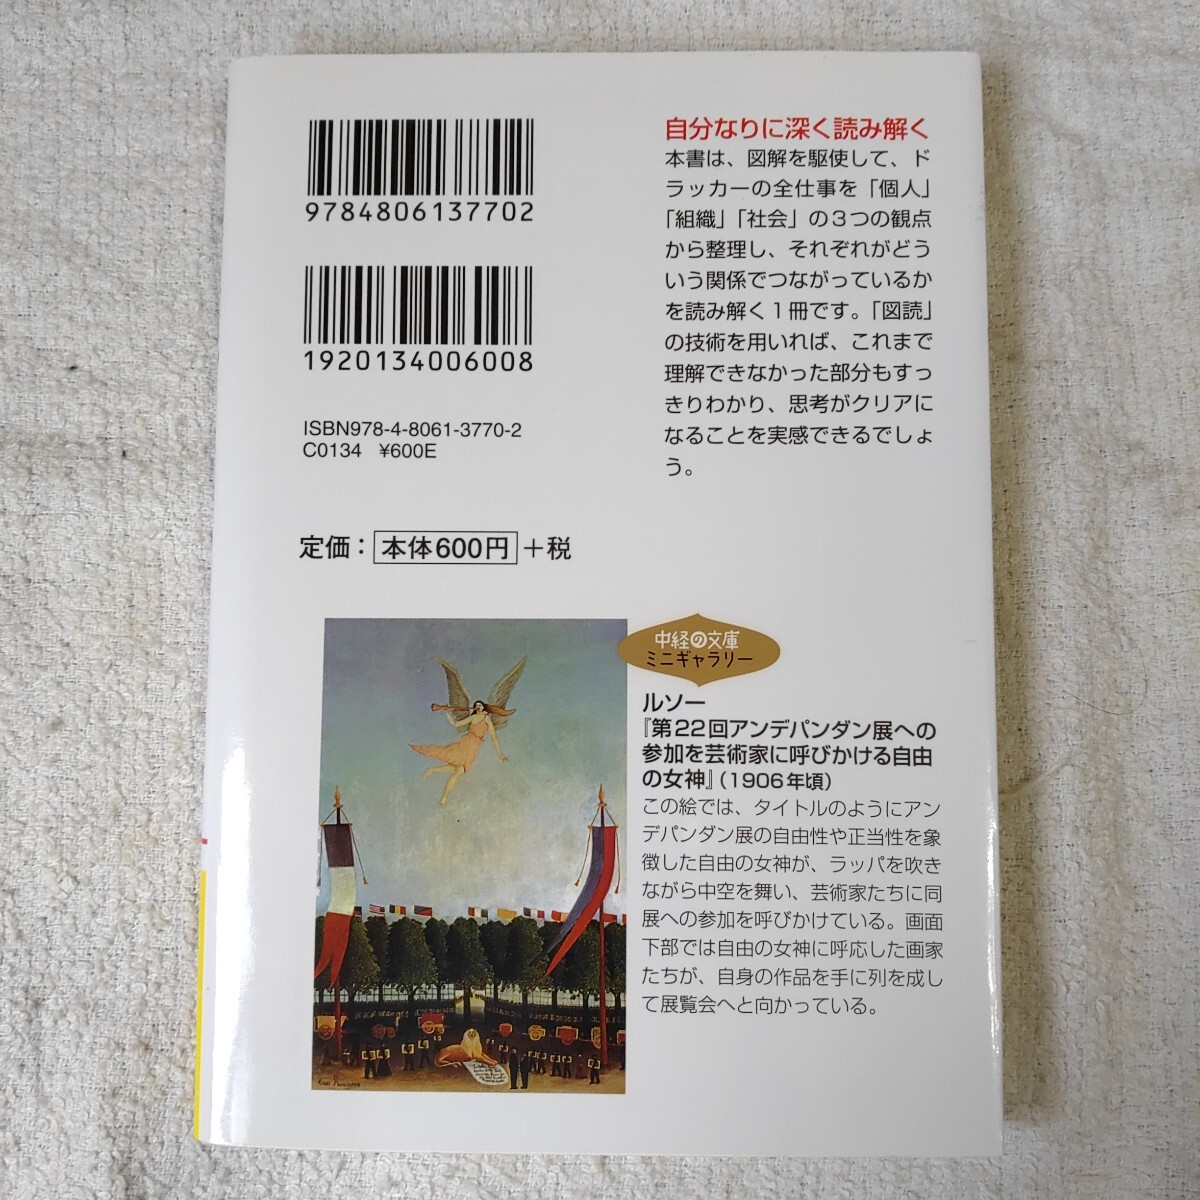 9784806137702
1920134006008
ISBN978-4-8061-3770-2
C0134 ¥600E
定価：本体600円＋税
自分なりに深く読み解く
本書は、図解を駆使して、ド
ラッカーの全仕事を「個人」
「組織」「社会」の３つの観点
から整理し、それぞれがどう
いう関係でつながっているか
を読み解く１冊です。「図読」
の技術を用いれば、これまで
理解できなかった部分もすっ
きりわかり、思考がクリアに
なることを実感できるでしょ
う。
中経の文庫
ミニギャラリー
ルソー
『第22回アンデパンダン展への
参加を芸術家に呼びかける自由
の女神』（1906年頃）
この絵では、タイトルのようにアン
デパンダン展の自由性や正当性を象
徴した自由の女神が、ラッパを吹き
ながら中空を舞い、芸術家たちに同
展への参加を呼びかけている。画面
下部では自由の女神に呼応した画家
たちが、自身の作品を手に列を成し
て展覧会へと向かっている。